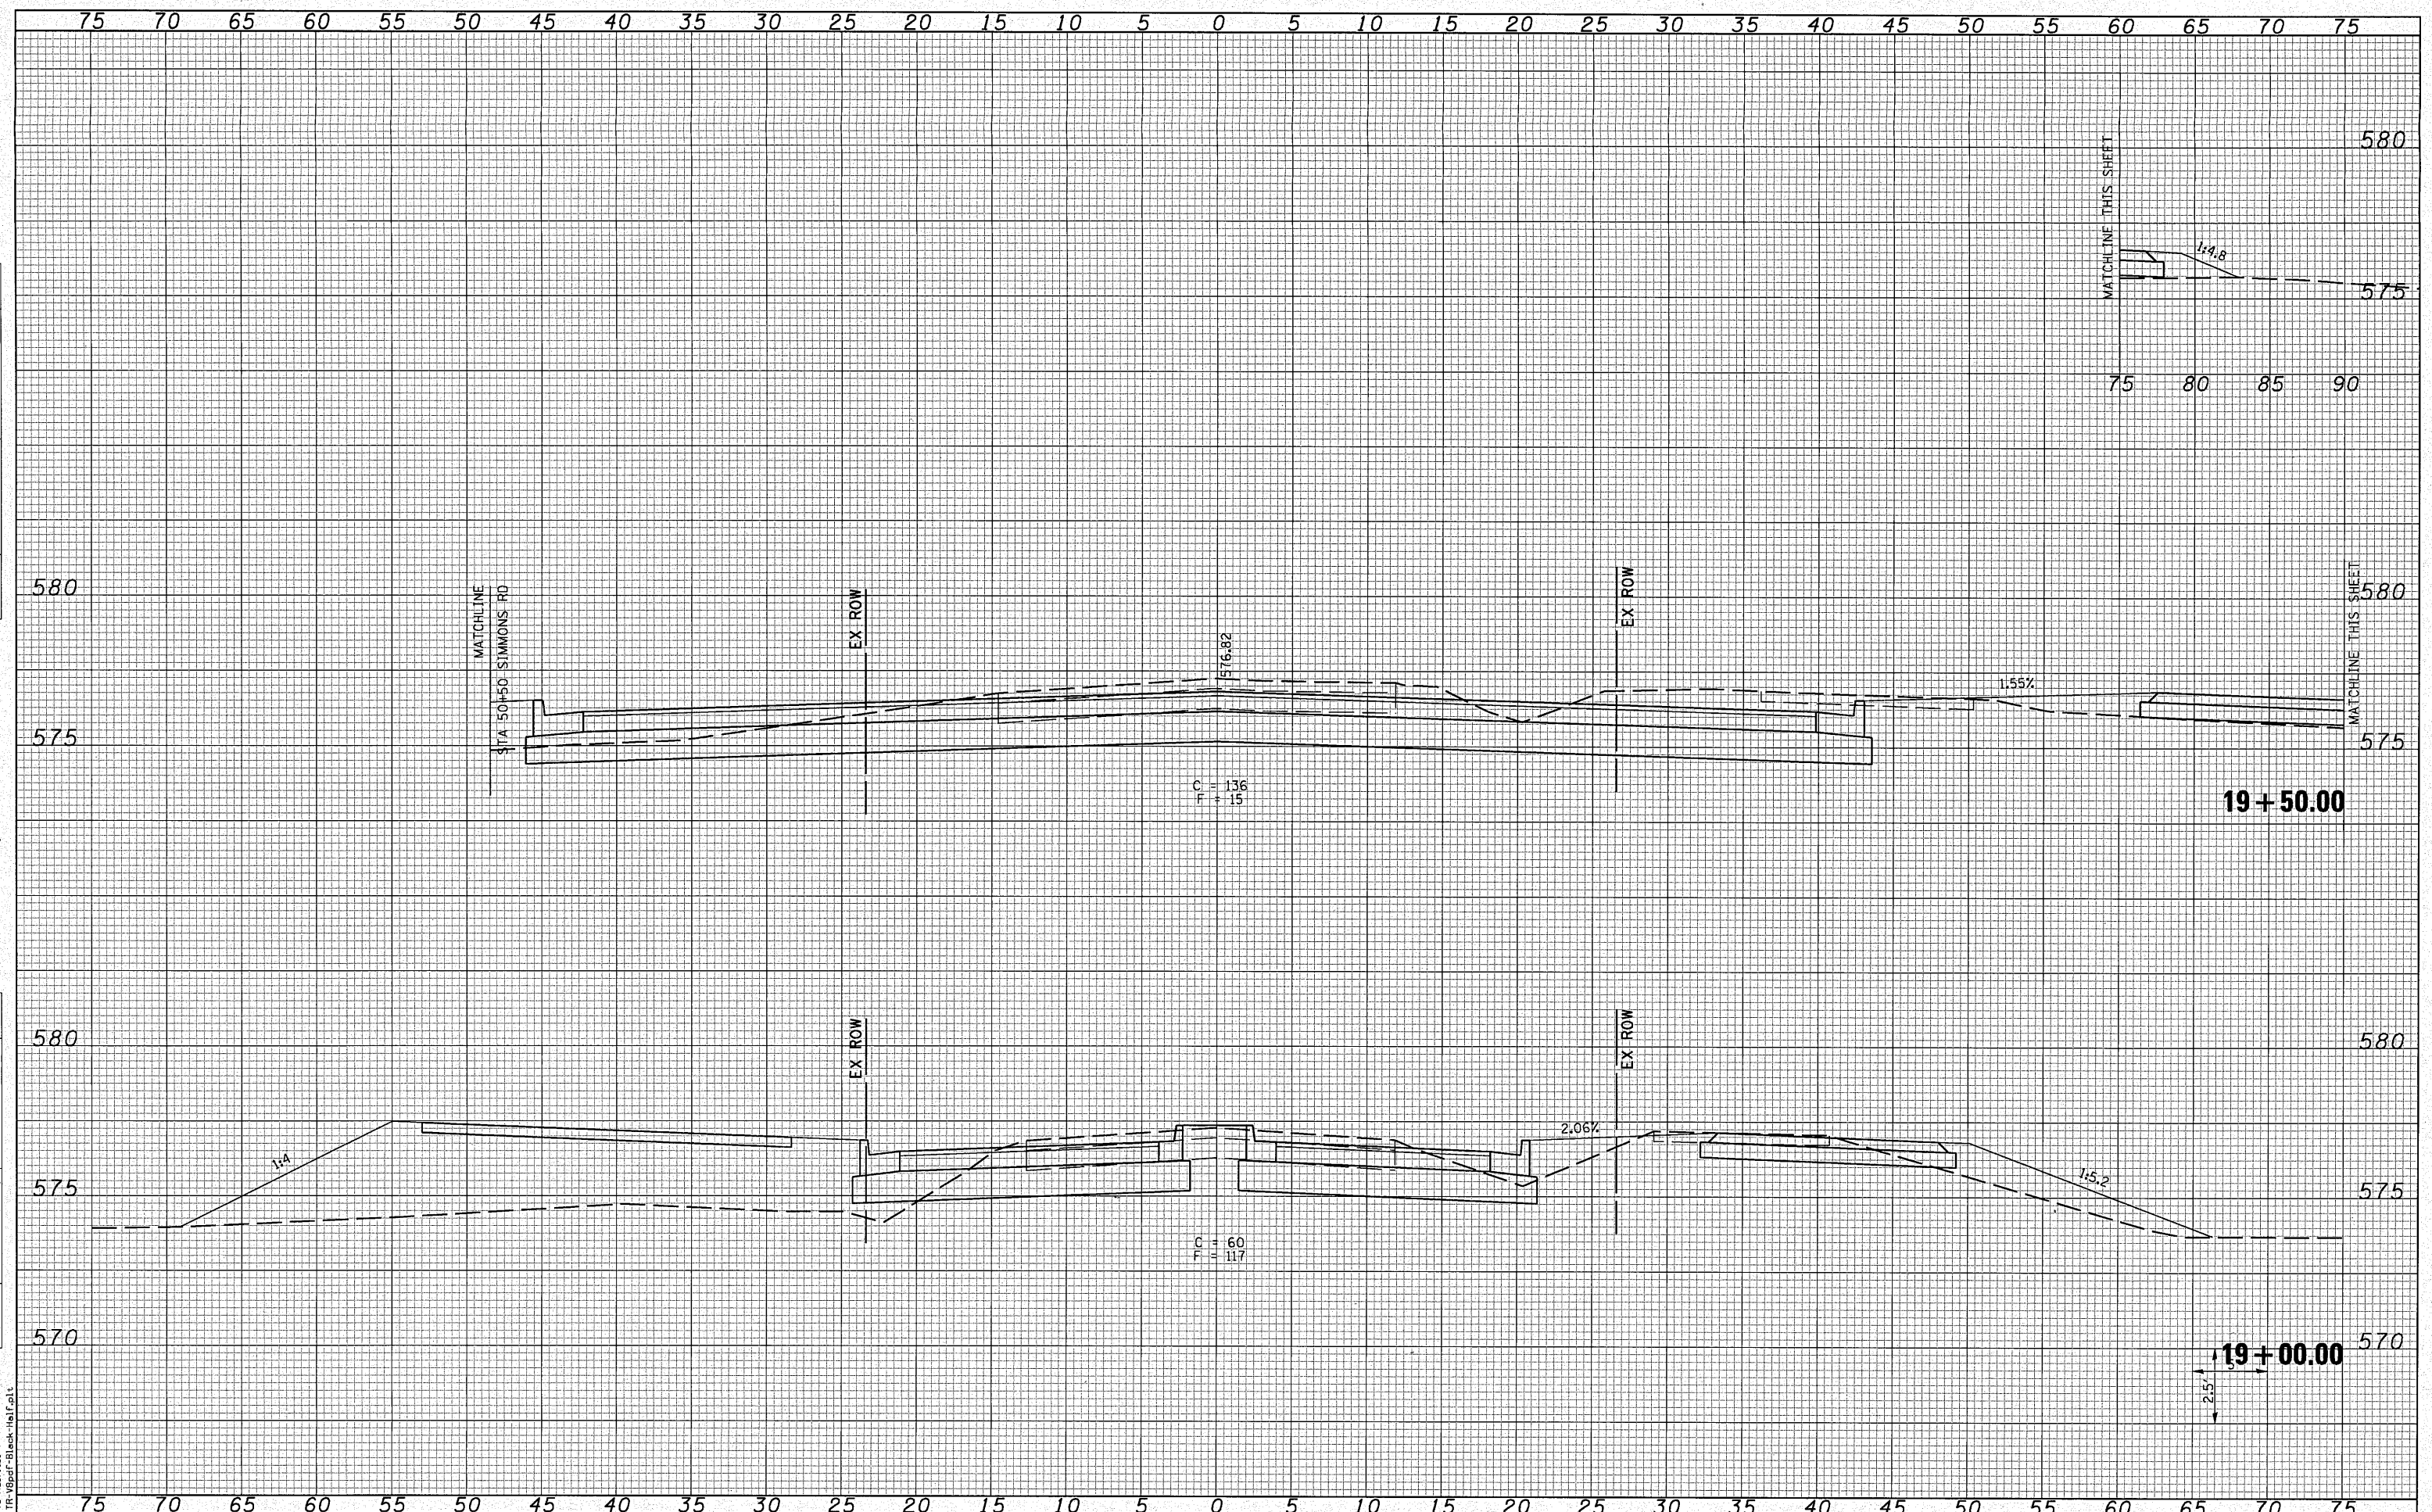 75 70 65 60 55 50 45 40 35 30 25 20 15 10 5 0 5 10 15 20 25 30 35 40 45 50 55 60 65 70 75
MATCHLINE THIS SHEET
580
1:4.8
575
75 80 85 90
580
MATCHLINE
STA 50+50 SIMMONS RD
EX ROW
576.82
EX ROW
MATCHLINE THIS SHEET
580
1.55%
575
575
C = 136
F = 15
19+50.00
580
EX ROW
EX ROW
580
2.06%
1:4
1:5.2
575
575
C = 60
F = 117
570
570
19+00.00
5'
2.5'
TR-V8pdf-Black-Half.plt
75 70 65 60 55 50 45 40 35 30 25 20 15 10 5 0 5 10 15 20 25 30 35 40 45 50 55 60 65 70 75